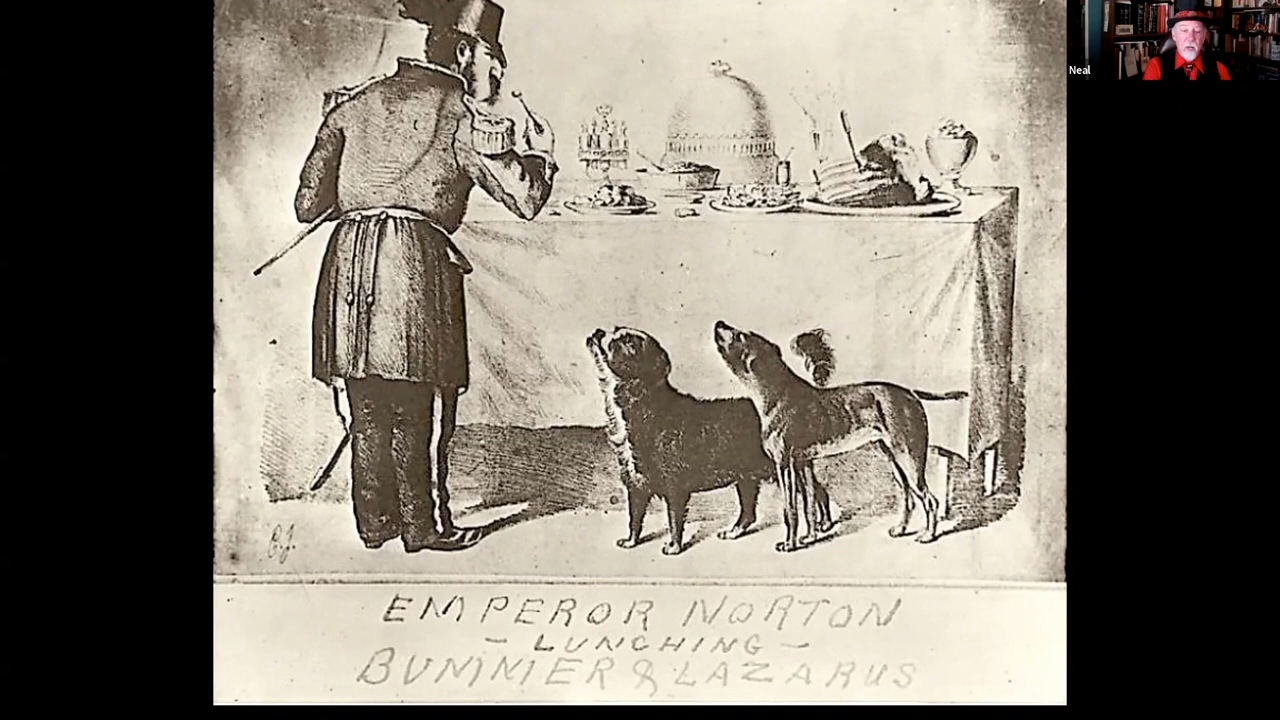 Neal
E.J.
EMPEROR NORTON
- LUNCHING -
BUMMER & LAZARUS